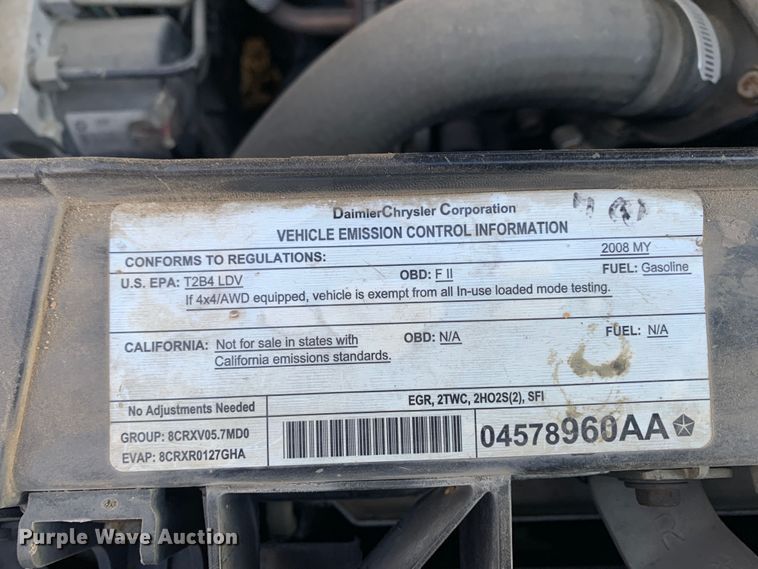 DaimlerChrysler Corporation
VEHICLE EMISSION CONTROL INFORMATION
CONFORMS TO REGULATIONS: 2008 MY
U.S. EPA: T2B4 LDV OBD: F II FUEL: Gasoline
If 4x4/AWD equipped, vehicle is exempt from all In-use loaded mode testing.
CALIFORNIA: Not for sale in states with OBD: N/A FUEL: N/A
California emissions standards.
No Adjustments Needed EGR, 2TWC, 2HO2S(2), SFI
GROUP: 8CRXV05.7MD0
EVAP: 8CRXR0127GHA
04578960AA
Purple Wave Auction